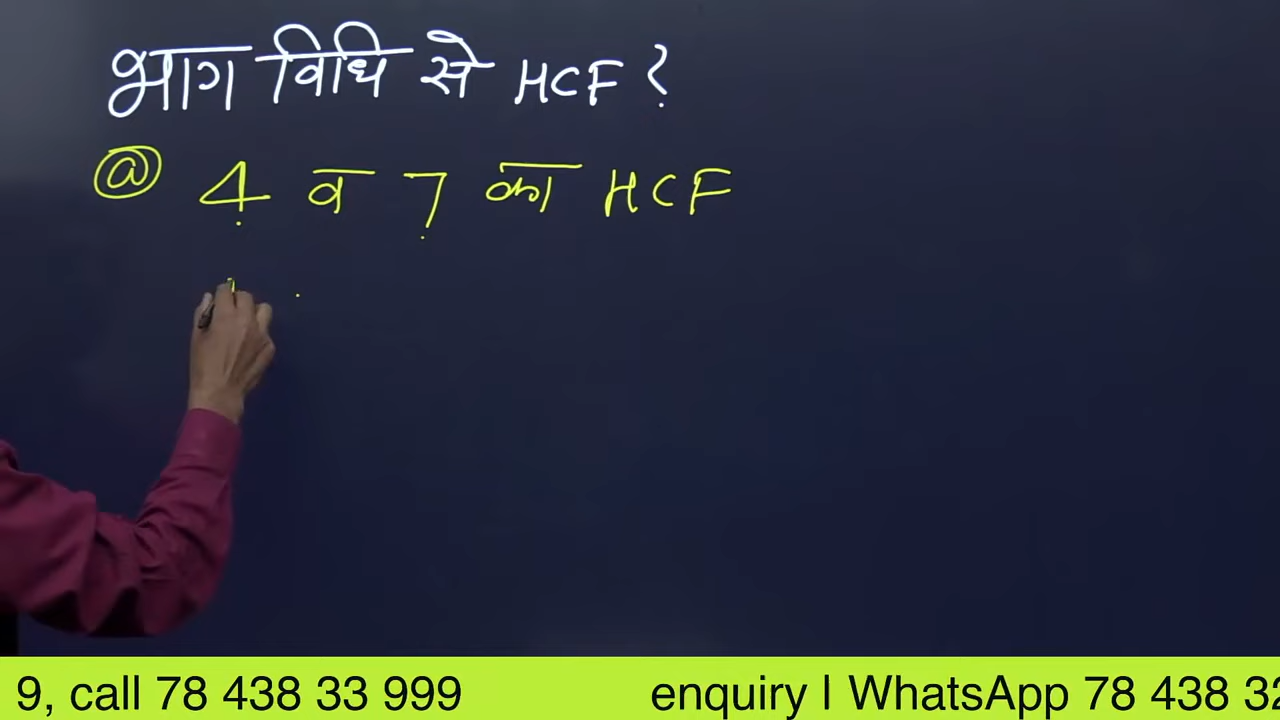 भाग विधि से HCF ?
@ 4 व 7 का HCF
9, call 78 438 33 999 enquiry I WhatsApp 78 438 32